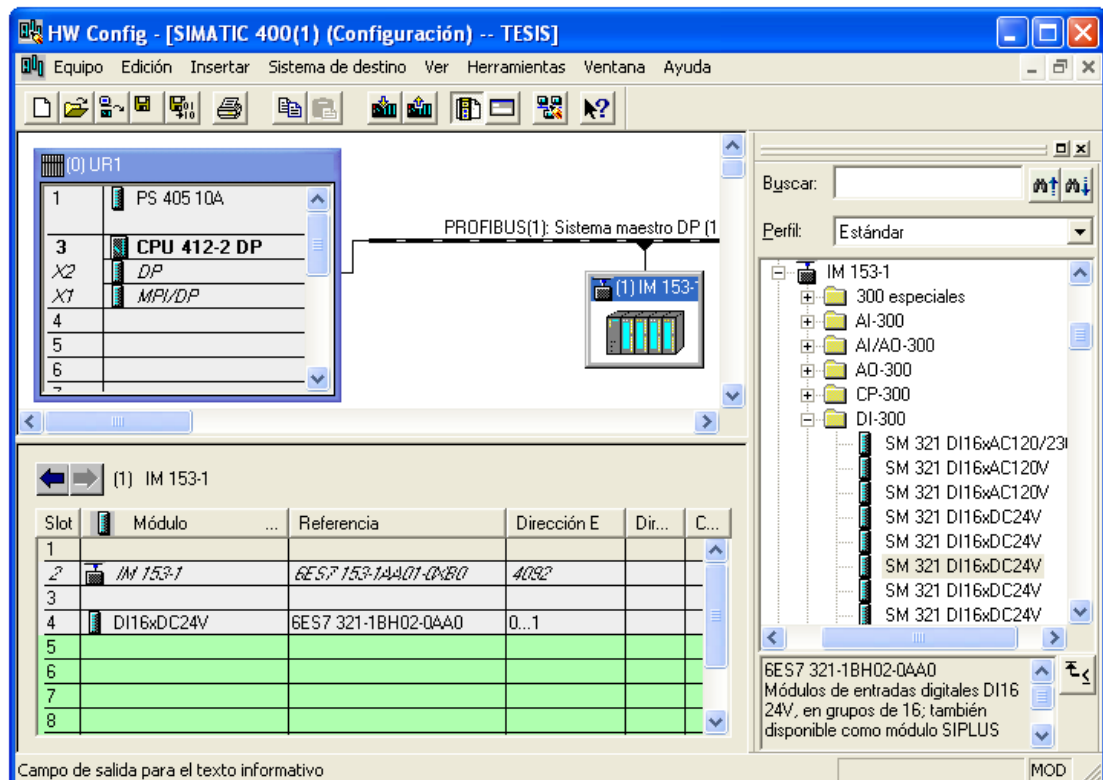 HW Config - [SIMATIC 400(1) (Configuración) -- TESIS]
Equipo Edición Insertar Sistema de destino Ver Herramientas Ventana Ayuda
(0) UR1
1 PS 405 10A
3 CPU 412-2 DP
X2 DP
X1 MPI/DP
4
5
6
PROFIBUS(1): Sistema maestro DP (1
(1) IM 153-1
(1) IM 153-1
Slot Módulo ... Referencia Dirección E Dir... C...
1
2 IM 153-1 6ES7 153-1AA01-0XB0 4092
3
4 DI16xDC24V 6ES7 321-1BH02-0AA0 0...1
5
6
7
8
Buscar:
Perfil: Estándar
IM 153-1
300 especiales
AI-300
AI/AO-300
AO-300
CP-300
DI-300
SM 321 DI16xAC120/23
SM 321 DI16xAC120V
SM 321 DI16xAC120V
SM 321 DI16xDC24V
SM 321 DI16xDC24V
SM 321 DI16xDC24V
SM 321 DI16xDC24V
SM 321 DI16xDC24V
6ES7 321-1BH02-0AA0
Módulos de entradas digitales DI16
24V, en grupos de 16; también
disponible como módulo SIPLUS
Campo de salida para el texto informativo
MOD